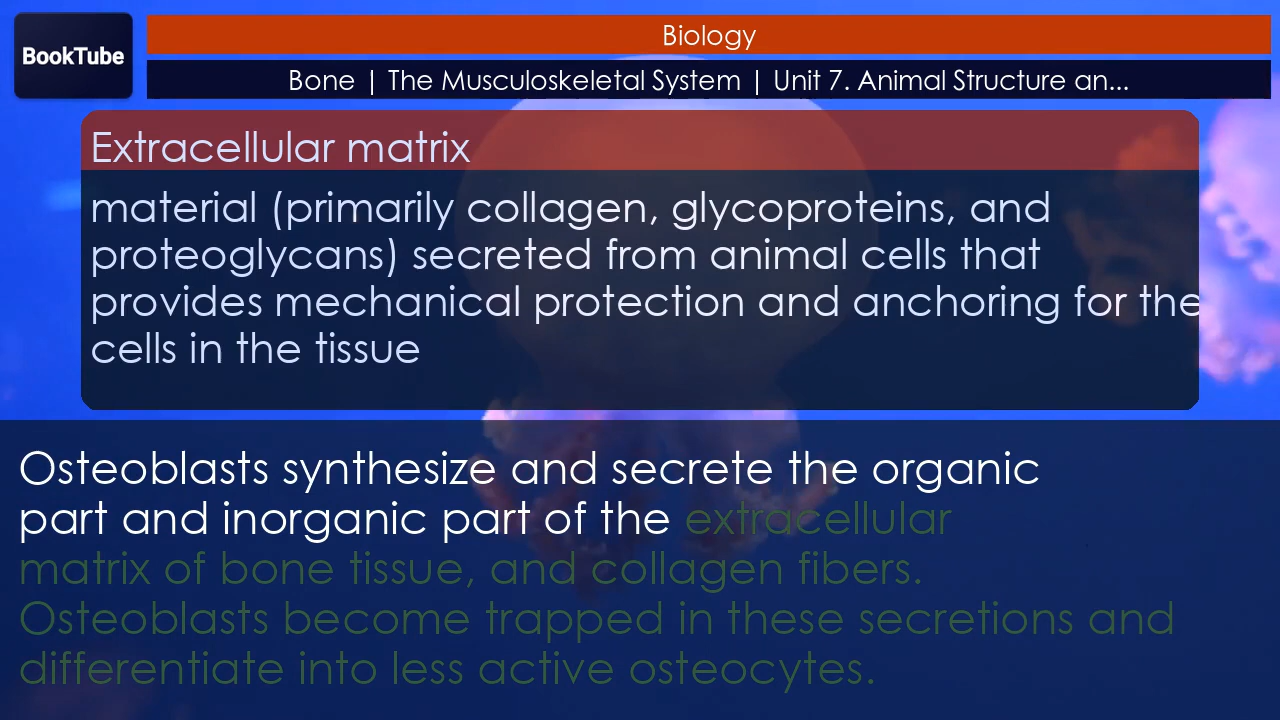 BookTube
Biology
Bone | The Musculoskeletal System | Unit 7. Animal Structure an...
Extracellular matrix
material (primarily collagen, glycoproteins, and
proteoglycans) secreted from animal cells that
provides mechanical protection and anchoring for the
cells in the tissue
Osteoblasts synthesize and secrete the organic
part and inorganic part of the extracellular
matrix of bone tissue, and collagen fibers.
Osteoblasts become trapped in these secretions and
differentiate into less active osteocytes.